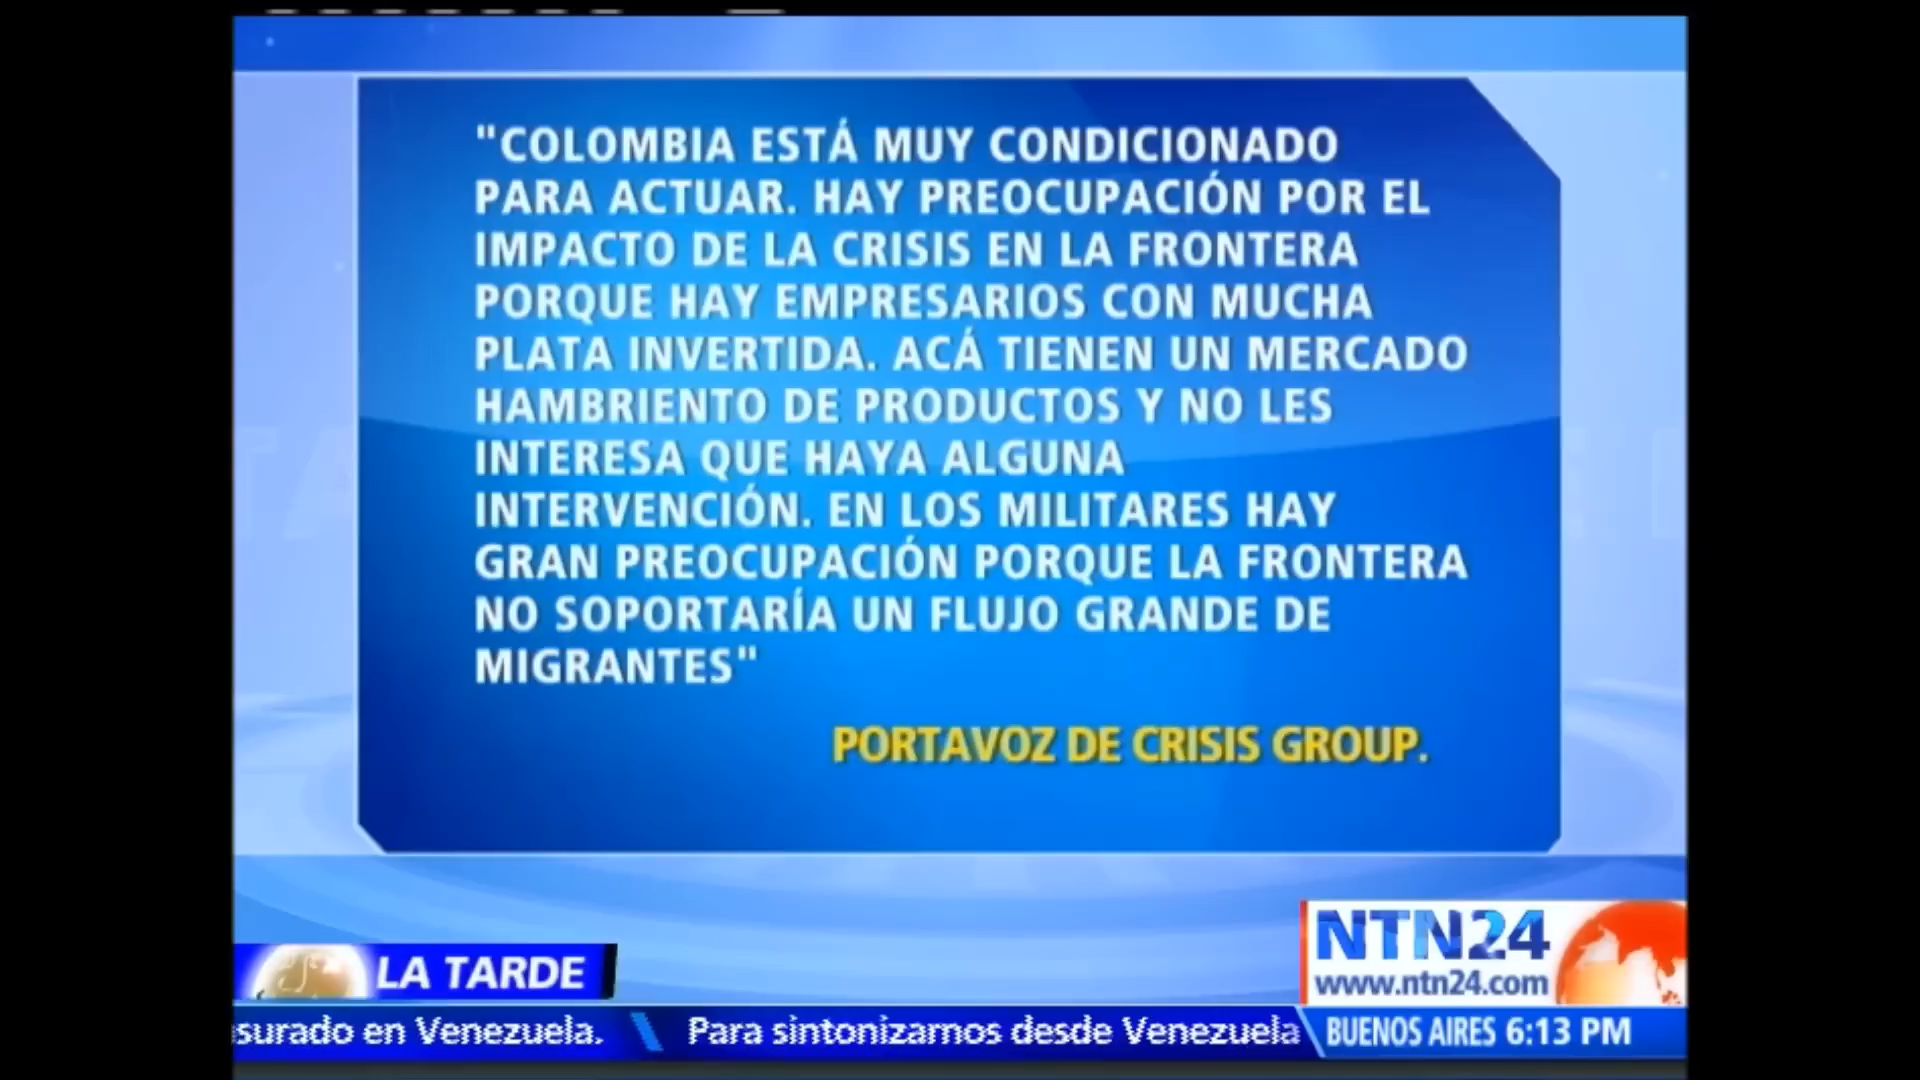 "COLOMBIA ESTÁ MUY CONDICIONADO
PARA ACTUAR. HAY PREOCUPACIÓN POR EL
IMPACTO DE LA CRISIS EN LA FRONTERA
PORQUE HAY EMPRESARIOS CON MUCHA
PLATA INVERTIDA. ACÁ TIENEN UN MERCADO
HAMBRIENTO DE PRODUCTOS Y NO LES
INTERESA QUE HAYA ALGUNA
INTERVENCIÓN. EN LOS MILITARES HAY
GRAN PREOCUPACIÓN PORQUE LA FRONTERA
NO SOPORTARÍA UN FLUJO GRANDE DE
MIGRANTES"
PORTAVOZ DE CRISIS GROUP.
NTN24
www.ntn24.com
LA TARDE
surado en Venezuela. Para sintonizarnos desde Venezuela
BUENOS AIRES 6:13 PM